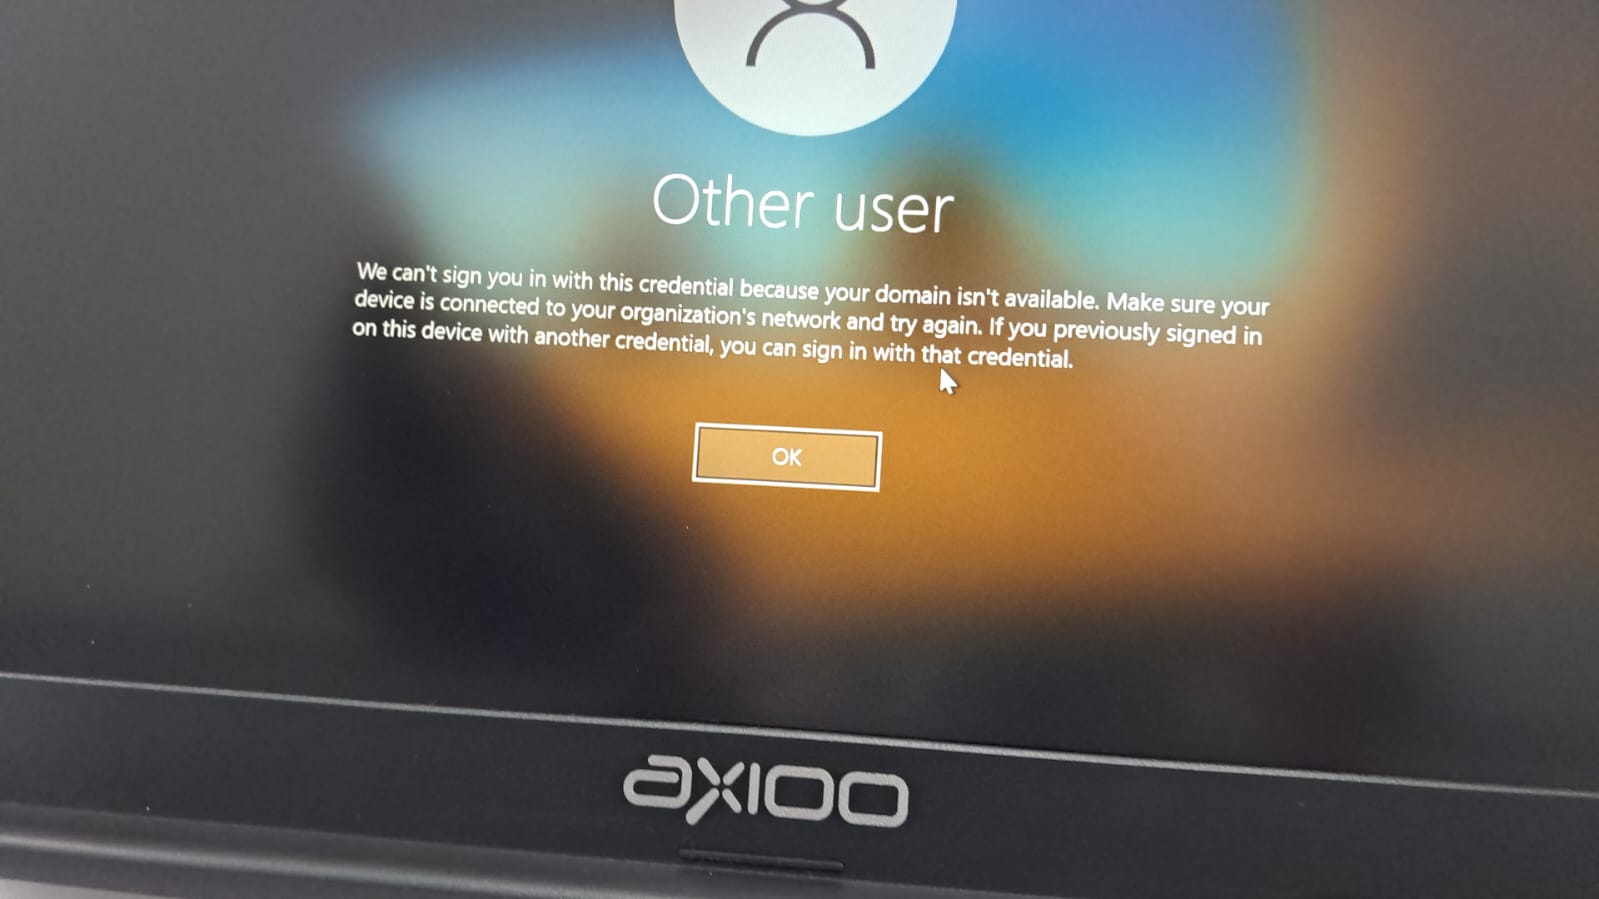 Other user
We can't sign you in with this credential because your domain isn't available. Make sure your
device is connected to your organization's network and try again. If you previously signed in
on this device with another credential, you can sign in with that credential.
OK
axioo